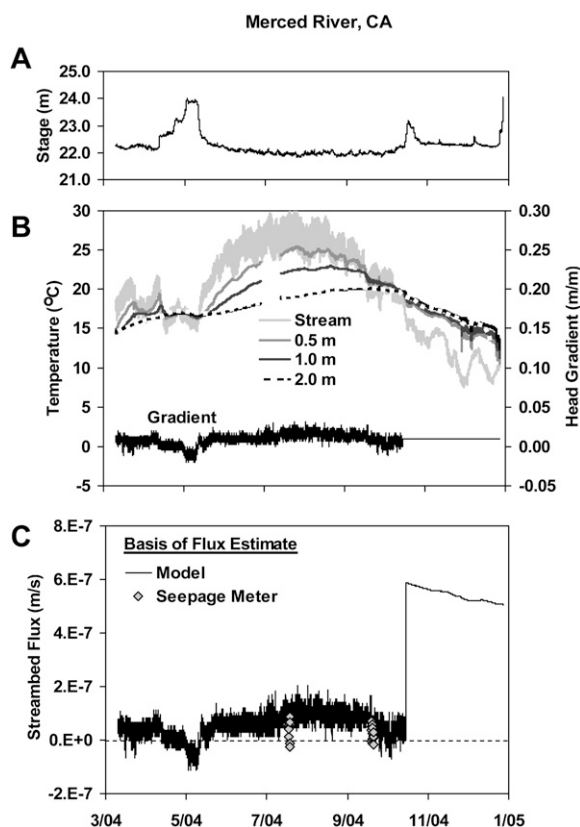 Merced River, CA
A
25.0
24.0
23.0
22.0
21.0
Stage (m)
B
30
25
20
15
10
5
0
-5
Temperature (°C)
0.30
0.25
0.20
0.15
0.10
0.05
0.00
-0.05
Head Gradient (m/m)
Stream
0.5 m
1.0 m
2.0 m
Gradient
C
8.E-7
6.E-7
4.E-7
2.E-7
0.E+0
-2.E-7
Streambed Flux (m/s)
Basis of Flux Estimate
Model
Seepage Meter
3/04 5/04 7/04 9/04 11/04 1/05